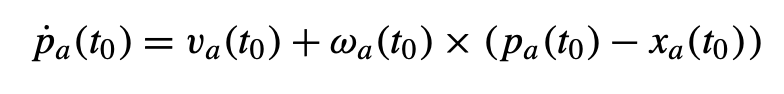 ṗₐ(t₀) = vₐ(t₀) + ωₐ(t₀) × (pₐ(t₀) − xₐ(t₀))